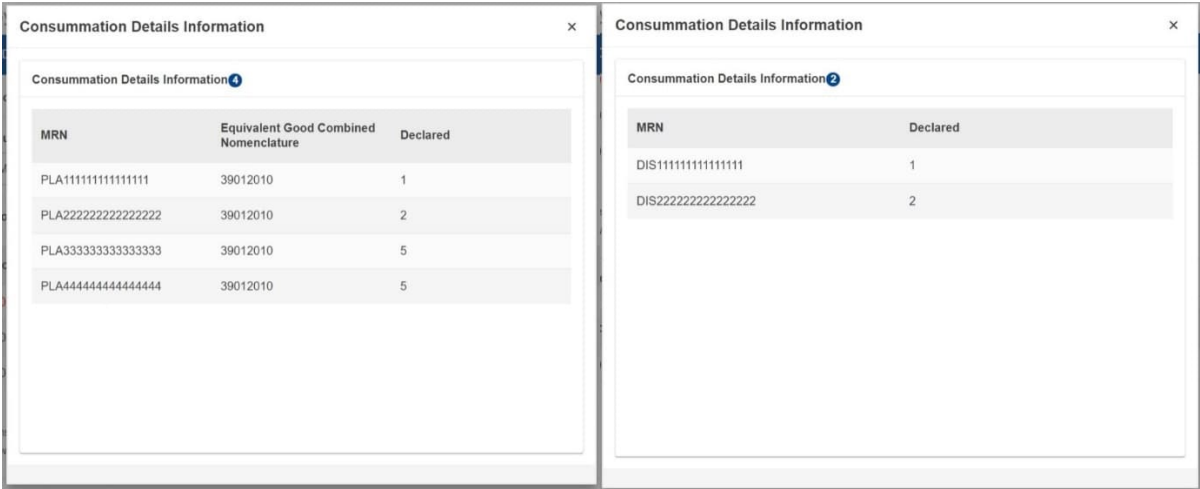 Consummation Details Information ×
Consummation Details Information 4
MRN Equivalent Good Combined Nomenclature Declared
PLA111111111111111 39012010 1
PLA222222222222222 39012010 2
PLA333333333333333 39012010 5
PLA444444444444444 39012010 5
Consummation Details Information ×
Consummation Details Information 2
MRN Declared
DIS111111111111111 1
DIS222222222222222 2